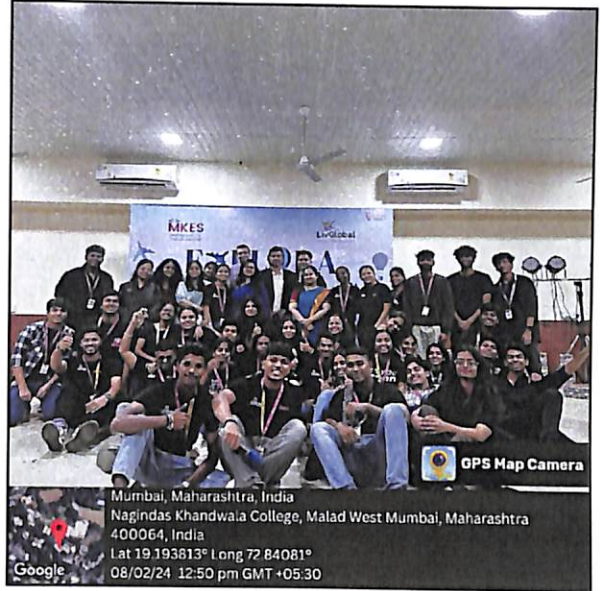 MKES
LivGlobal
EXPLORA
GPS Map Camera
Mumbai, Maharashtra, India
Nagindas Khandwala College, Malad West Mumbai, Maharashtra
400064, India
Lat 19.193813° Long 72.84081°
08/02/24 12:50 pm GMT +05:30
Google